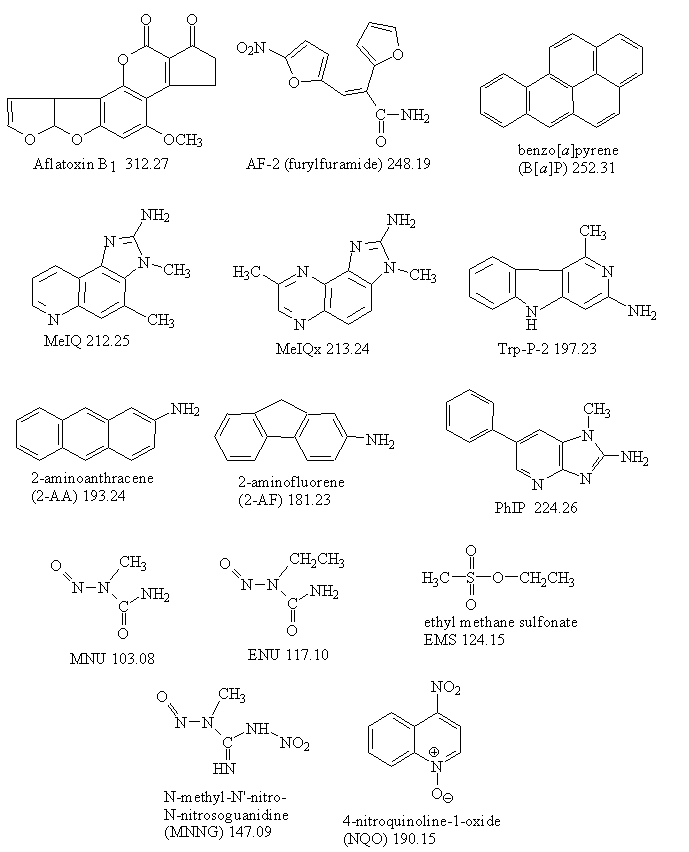 O O
O
O O OCH₃
Aflatoxin B₁ 312.27
O₂N O O
C NH₂
O
AF-2 (furylfuramide) 248.19
benzo[a]pyrene
(B[a]P) 252.31
NH₂
N
N CH₃
N CH₃
MeIQ 212.25
NH₂
H₃C N N
N CH₃
N
MeIQx 213.24
CH₃
N
N NH₂
H
Trp-P-2 197.23
NH₂
2-aminoanthracene
(2-AA) 193.24
NH₂
2-aminofluorene
(2-AF) 181.23
CH₃
N
NH₂
N N
PhIP 224.26
O CH₃
N N NH₂
C
O
MNU 103.08
O CH₂CH₃
N N NH₂
C
O
ENU 117.10
O
H₃C S O CH₂CH₃
O
ethyl methane sulfonate
EMS 124.15
O CH₃
N N NH
C NO₂
HN
N-methyl-N'-nitro-
N-nitrosoguanidine
(MNNG) 147.09
NO₂
⊕
N
O⊖
4-nitroquinoline-1-oxide
(NQO) 190.15